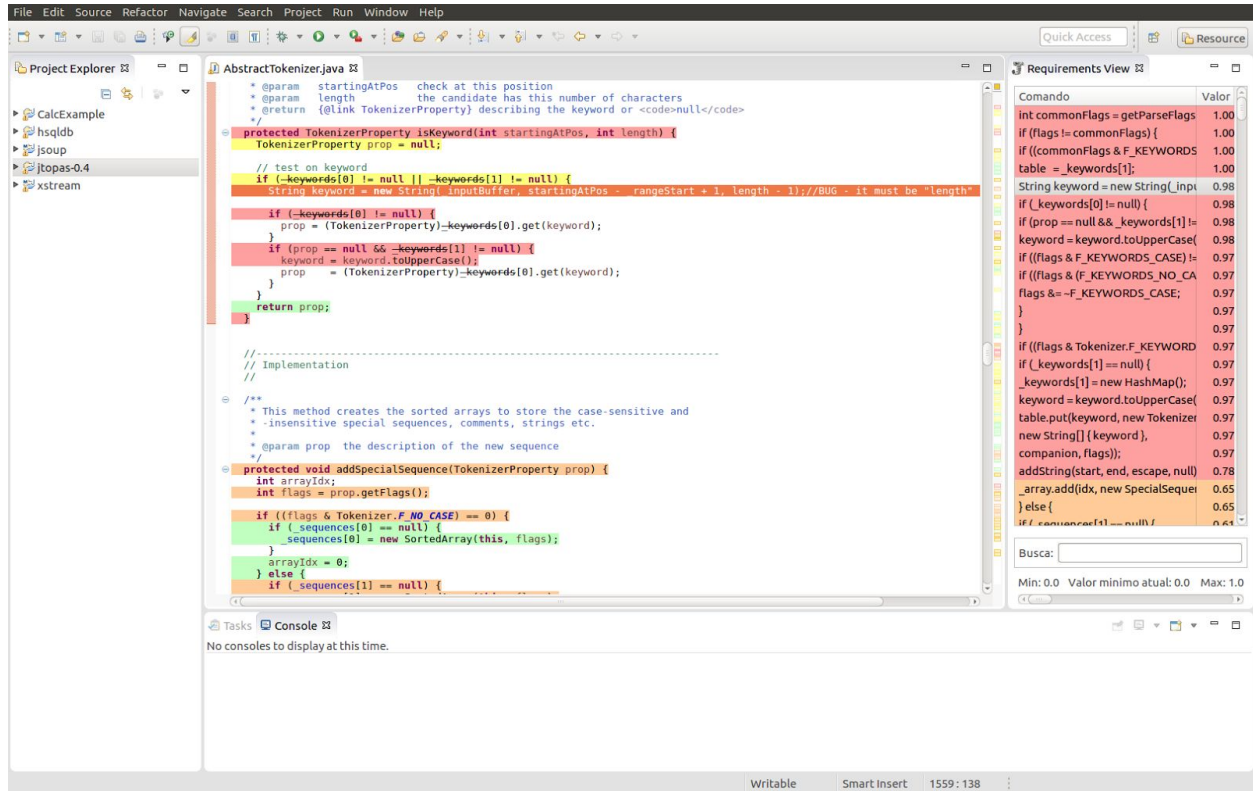 File Edit Source Refactor Navigate Search Project Run Window Help
Quick Access
Resource
Project Explorer
CalcExample
hsqldb
jsoup
jtopas-0.4
xstream
AbstractTokenizer.java
* @param startingAtPos check at this position
* @param length the candidate has this number of characters
* @return {@link TokenizerProperty} describing the keyword or <code>null</code>
*/
protected TokenizerProperty isKeyword(int startingAtPos, int length) {
TokenizerProperty prop = null;
// test on keyword
if (_keywords[0] != null || _keywords[1] != null) {
String keyword = new String(_inputBuffer, startingAtPos - _rangeStart + 1, length - 1);//BUG - it must be "length"
if (_keywords[0] != null) {
prop = (TokenizerProperty)_keywords[0].get(keyword);
}
if (prop == null && _keywords[1] != null) {
keyword = keyword.toUpperCase();
prop = (TokenizerProperty)_keywords[0].get(keyword);
}
}
return prop;
}
//---------------------------------------------------------------------------
// Implementation
//
/**
* This method creates the sorted arrays to store the case-sensitive and
* -insensitive special sequences, comments, strings etc.
*
* @param prop the description of the new sequence
*/
protected void addSpecialSequence(TokenizerProperty prop) {
int arrayIdx;
int flags = prop.getFlags();
if ((flags & Tokenizer.F_NO_CASE) == 0) {
if (_sequences[0] == null) {
_sequences[0] = new SortedArray(this, flags);
}
arrayIdx = 0;
} else {
if (_sequences[1] == null) {
Requirements View
Comando Valor
int commonFlags = getParseFlags 1.00
if (flags != commonFlags) { 1.00
if ((commonFlags & F_KEYWORDS 1.00
table = _keywords[1]; 1.00
String keyword = new String(_inpu 0.98
if (_keywords[0] != null) { 0.98
if (prop == null && _keywords[1] != 0.98
keyword = keyword.toUpperCase( 0.98
if ((flags & F_KEYWORDS_CASE) != 0.97
if ((flags & (F_KEYWORDS_NO_CA 0.97
flags &= ~F_KEYWORDS_CASE; 0.97
} 0.97
} 0.97
if ((flags & Tokenizer.F_KEYWORD 0.97
if (_keywords[1] == null) { 0.97
_keywords[1] = new HashMap(); 0.97
keyword = keyword.toUpperCase( 0.97
table.put(keyword, new Tokenizer 0.97
new String[] { keyword }, 0.97
companion, flags)); 0.97
addString(start, end, escape, null) 0.78
_array.add(idx, new SpecialSequer 0.65
} else { 0.65
if (_sequences[1] == null) { 0.61
Busca:
Min: 0.0 Valor minimo atual: 0.0 Max: 1.0
Tasks Console
No consoles to display at this time.
Writable Smart Insert 1559 : 138